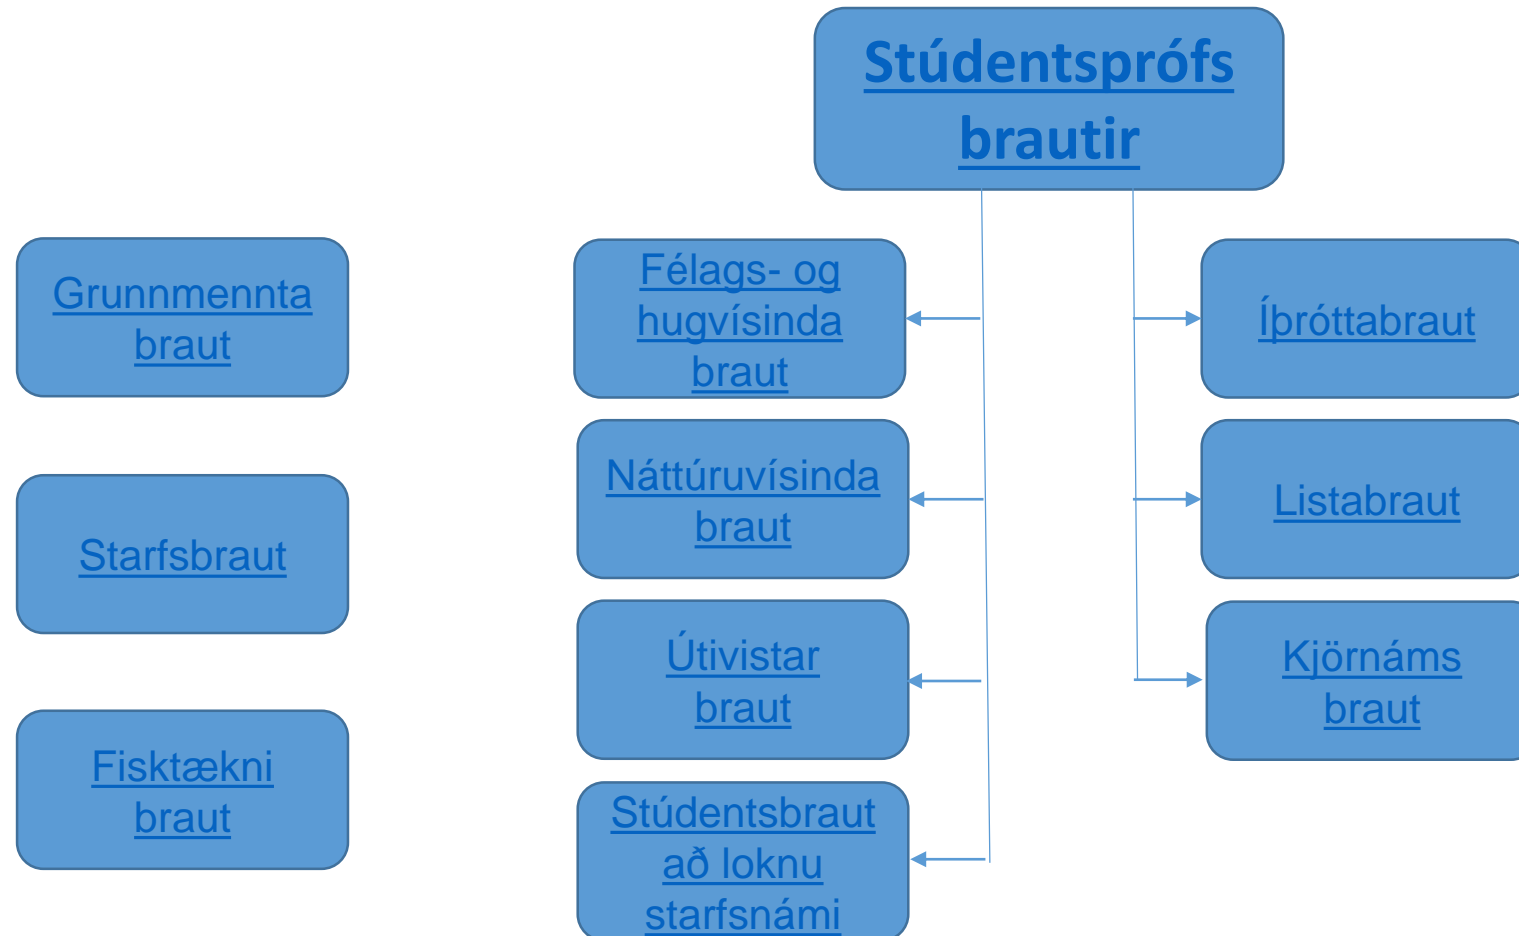 Stúdentsprófs
brautir
Grunnmennta
braut
Starfsbraut
Fisktækni
braut
Félags- og
hugvísinda
braut
Náttúruvísinda
braut
Útivistar
braut
Stúdentsbraut
að loknu
starfsnámi
Íþróttabraut
Listabraut
Kjörnáms
braut